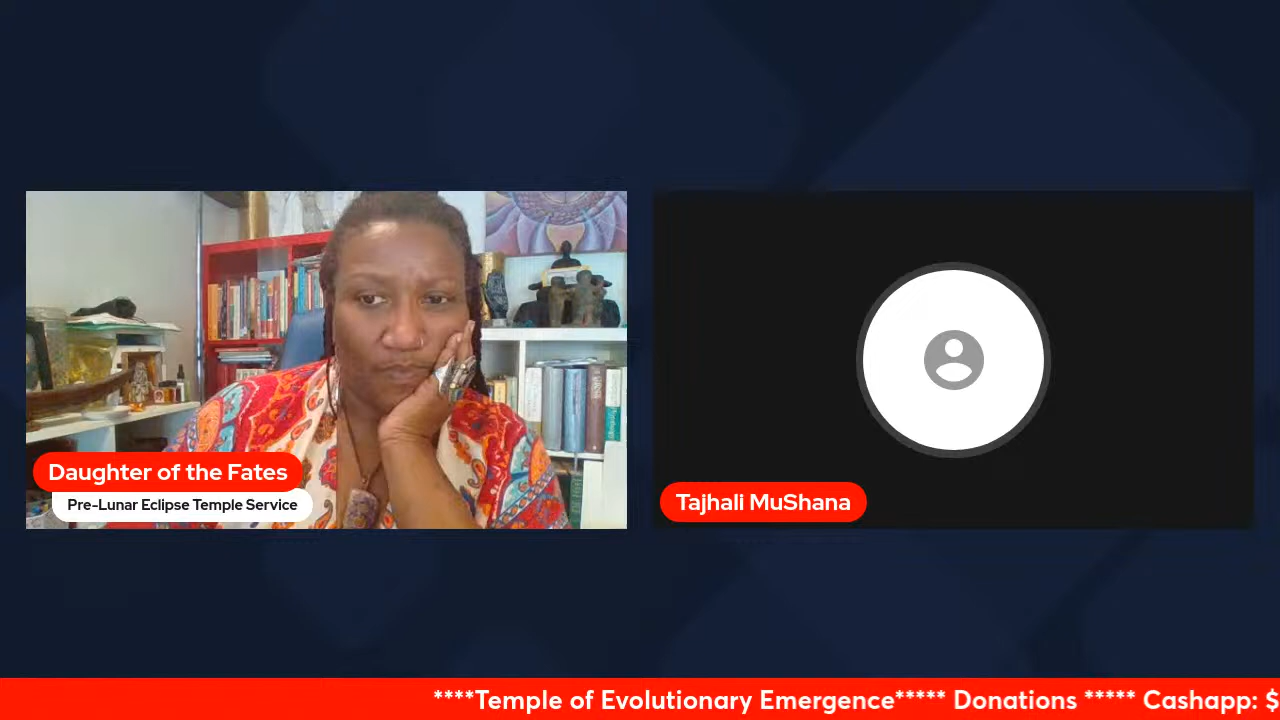 Daughter of the Fates
Pre-Lunar Eclipse Temple Service
Tajhali MuShana
****Temple of Evolutionary Emergence***** Donations ***** Cashapp: $